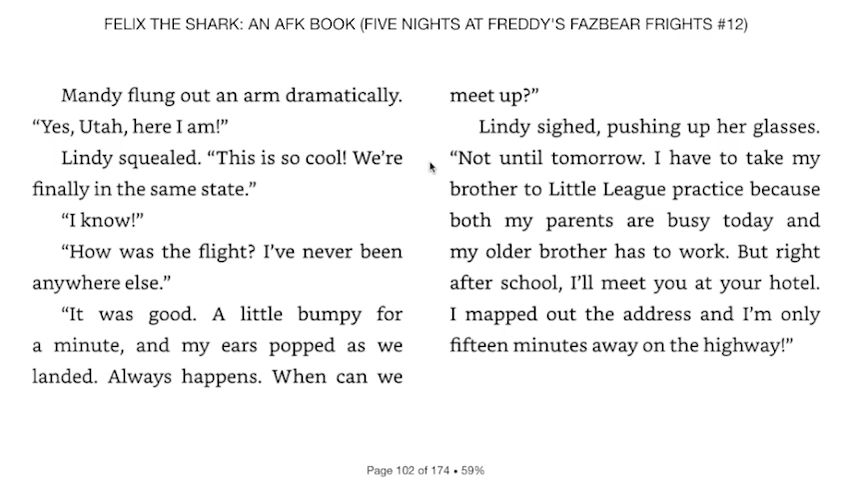 FELIX THE SHARK: AN AFK BOOK (FIVE NIGHTS AT FREDDY'S FAZBEAR FRIGHTS #12)
Mandy flung out an arm dramatically.
“Yes, Utah, here I am!”
Lindy squealed. “This is so cool! We’re
finally in the same state.”
“I know!”
“How was the flight? I’ve never been
anywhere else.”
“It was good. A little bumpy for
a minute, and my ears popped as we
landed. Always happens. When can we
meet up?”
Lindy sighed, pushing up her glasses.
“Not until tomorrow. I have to take my
brother to Little League practice because
both my parents are busy today and
my older brother has to work. But right
after school, I’ll meet you at your hotel.
I mapped out the address and I’m only
fifteen minutes away on the highway!”
Page 102 of 174 • 59%